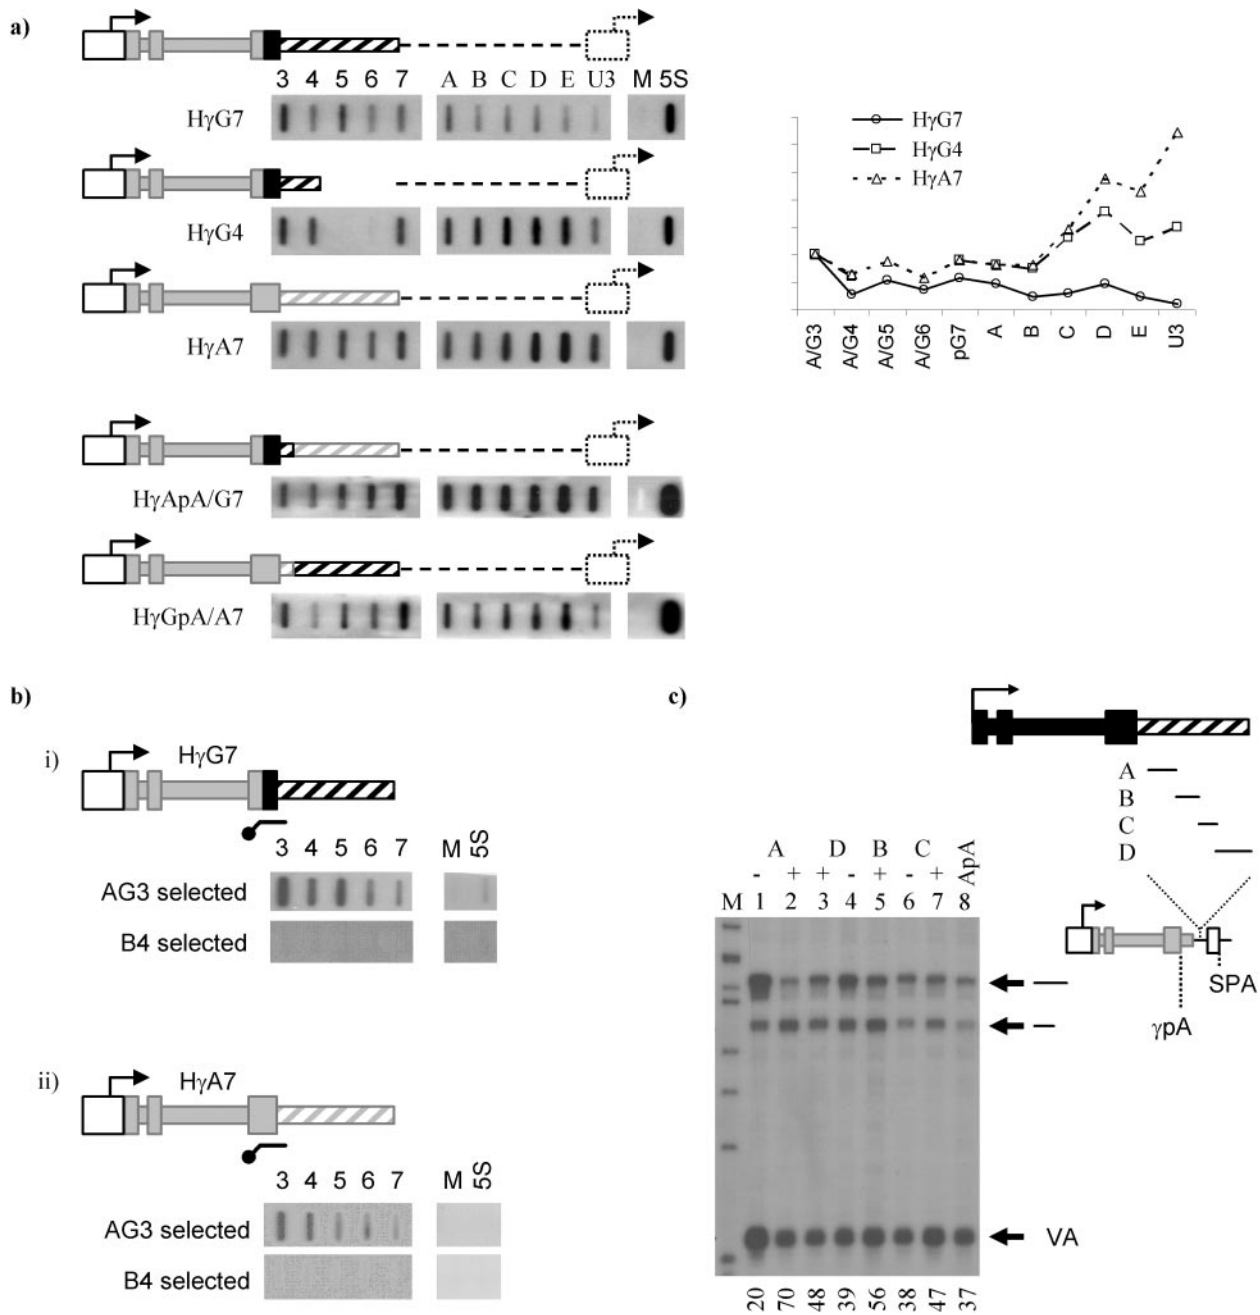 a)
3 4 5 6 7 A B C D E U3 M 5S
HγG7
HγG4
HγA7
HγApA/G7
HγGpA/A7
HγG7
HγG4
HγA7
A/G3 A/G4 A/G5 A/G6 pG7 A B C D E U3
b)
i)
HγG7
3 4 5 6 7 M 5S
AG3 selected
B4 selected
ii)
HγA7
3 4 5 6 7 M 5S
AG3 selected
B4 selected
c)
A
B
C
D
SPA
γpA
A D B C ApA
- + + - + - +
M 1 2 3 4 5 6 7 8
VA
20 70 48 39 56 38 47 37